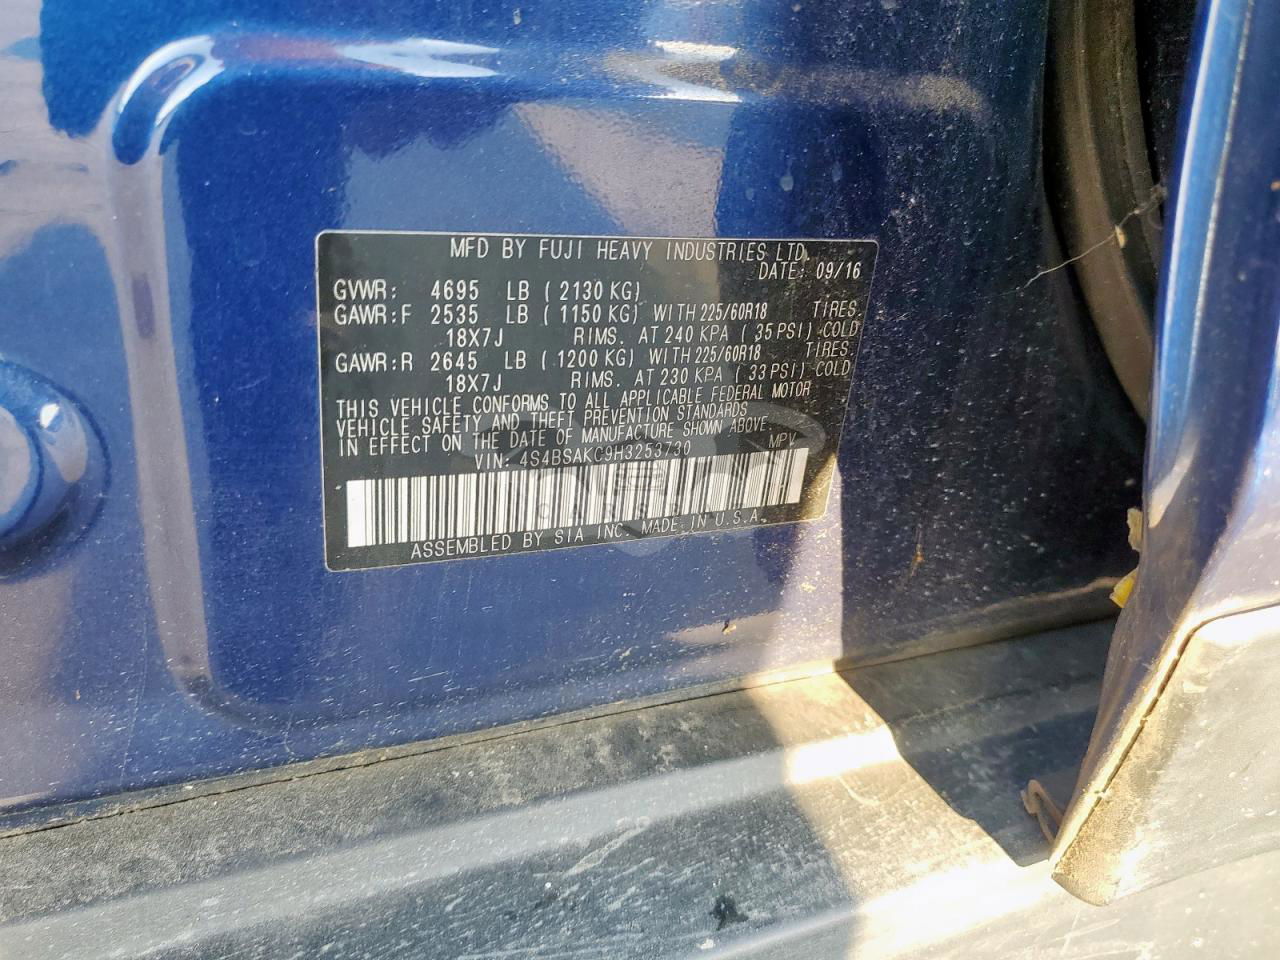 MFD BY FUJI HEAVY INDUSTRIES LTD.
DATE: 09/16
GVWR: 4695 LB (2130 KG)
GAWR:F 2535 LB (1150 KG) WITH 225/60R18 TIRES.
18X7J RIMS. AT 240 KPA (35 PSI) COLD
GAWR:R 2645 LB (1200 KG) WITH 225/60R18 TIRES.
18X7J RIMS. AT 230 KPA (33 PSI) COLD
THIS VEHICLE CONFORMS TO ALL APPLICABLE FEDERAL MOTOR
VEHICLE SAFETY AND THEFT PREVENTION STANDARDS
IN EFFECT ON THE DATE OF MANUFACTURE SHOWN ABOVE.
VIN: 4S4BSAKC9H3253730 MPV
ASSEMBLED BY SIA INC. MADE IN U.S.A.